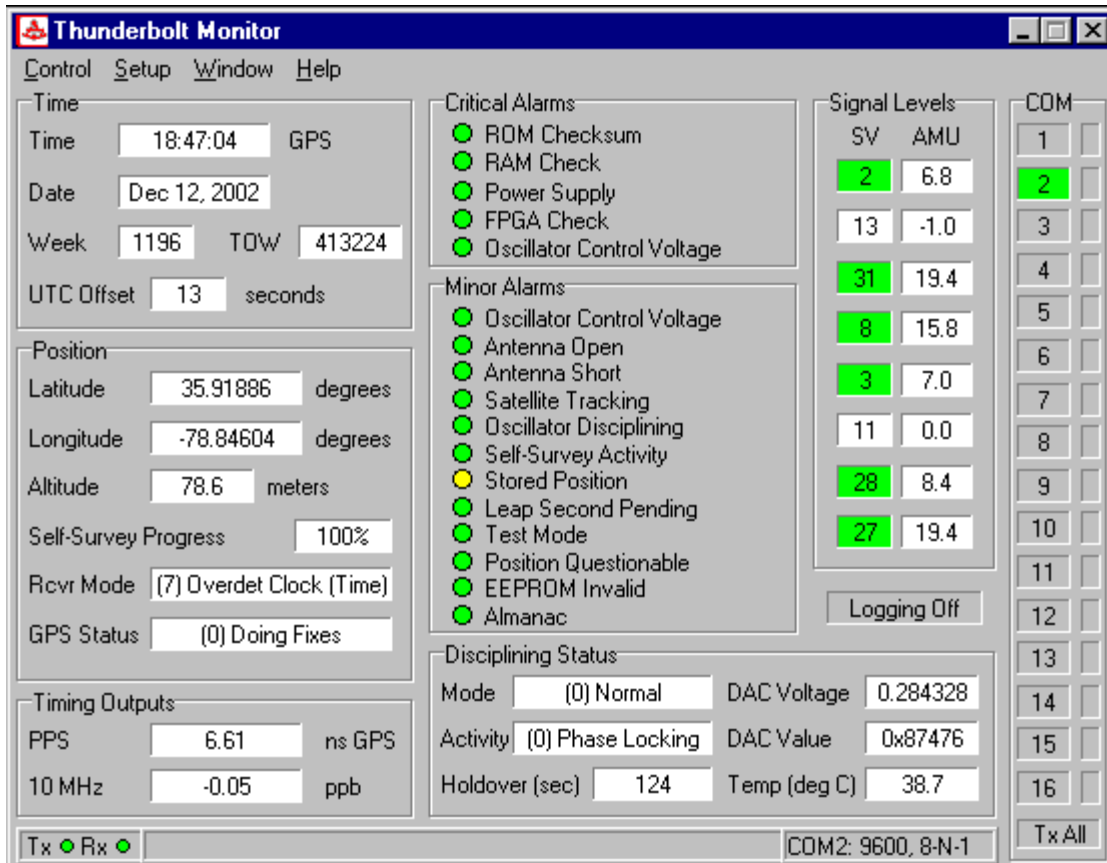 Thunderbolt Monitor
Control Setup Window Help
Time
Time 18:47:04 GPS
Date Dec 12, 2002
Week 1196 TOW 413224
UTC Offset 13 seconds
Position
Latitude 35.91886 degrees
Longitude -78.84604 degrees
Altitude 78.6 meters
Self-Survey Progress 100%
Rcvr Mode (7) Overdet Clock (Time)
GPS Status (0) Doing Fixes
Timing Outputs
PPS 6.61 ns GPS
10 MHz -0.05 ppb
Critical Alarms
ROM Checksum
RAM Check
Power Supply
FPGA Check
Oscillator Control Voltage
Minor Alarms
Oscillator Control Voltage
Antenna Open
Antenna Short
Satellite Tracking
Oscillator Disciplining
Self-Survey Activity
Stored Position
Leap Second Pending
Test Mode
Position Questionable
EEPROM Invalid
Almanac
Signal Levels
SV AMU
2 6.8
13 -1.0
31 19.4
8 15.8
3 7.0
11 0.0
28 8.4
27 19.4
Logging Off
Disciplining Status
Mode (0) Normal DAC Voltage 0.284328
Activity (0) Phase Locking DAC Value 0x87476
Holdover (sec) 124 Temp (deg C) 38.7
COM
1
2
3
4
5
6
7
8
9
10
11
12
13
14
15
16
Tx All
Tx Rx COM2: 9600, 8-N-1